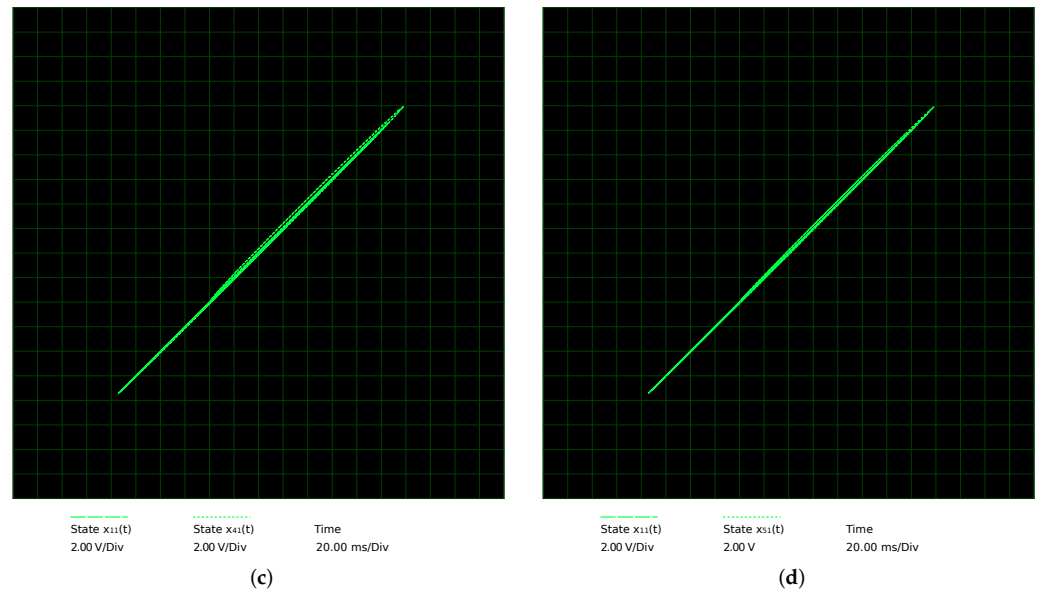 State x₁₁(t) State x₄₁(t) Time
2.00 V/Div 2.00 V/Div 20.00 ms/Div
(c)
State x₁₁(t) State x₅₁(t) Time
2.00 V/Div 2.00 V 20.00 ms/Div
(d)